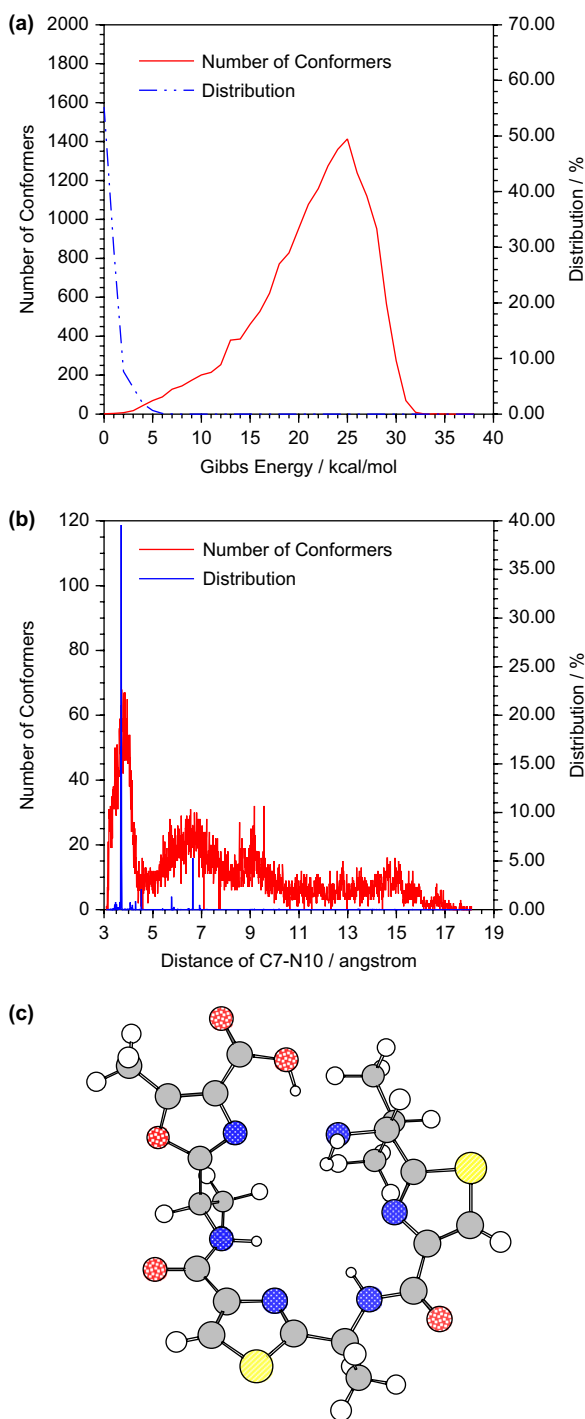 (a)
2000
1800
1600
1400
1200
1000
800
600
400
200
0
Number of Conformers
Number of Conformers
Distribution
70.00
60.00
50.00
40.00
30.00
20.00
10.00
0.00
Distribution / %
0 5 10 15 20 25 30 35 40
Gibbs Energy / kcal/mol
(b)
120
100
80
60
40
20
0
Number of Conformers
Number of Conformers
Distribution
40.00
35.00
30.00
25.00
20.00
15.00
10.00
5.00
0.00
Distribution / %
3 5 7 9 11 13 15 17 19
Distance of C7-N10 / angstrom
(c)